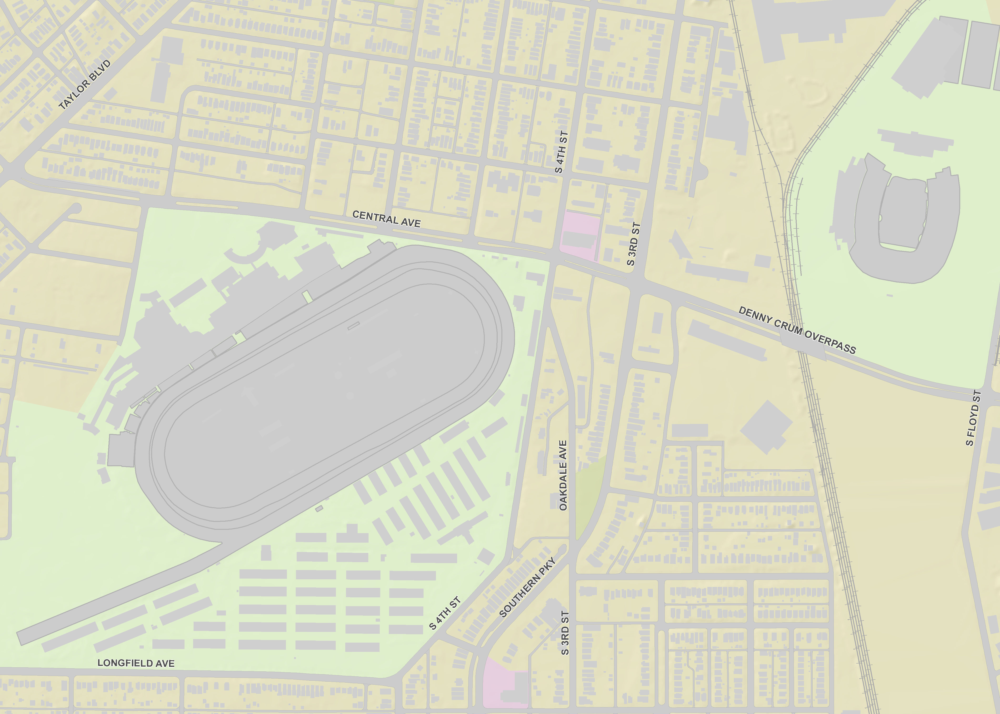 TAYLOR BLVD
S 4TH ST
CENTRAL AVE
S 3RD ST
DENNY CRUM OVERPASS
S FLOYD ST
OAKDALE AVE
SOUTHERN PKY
S 4TH ST
S 3RD ST
LONGFIELD AVE